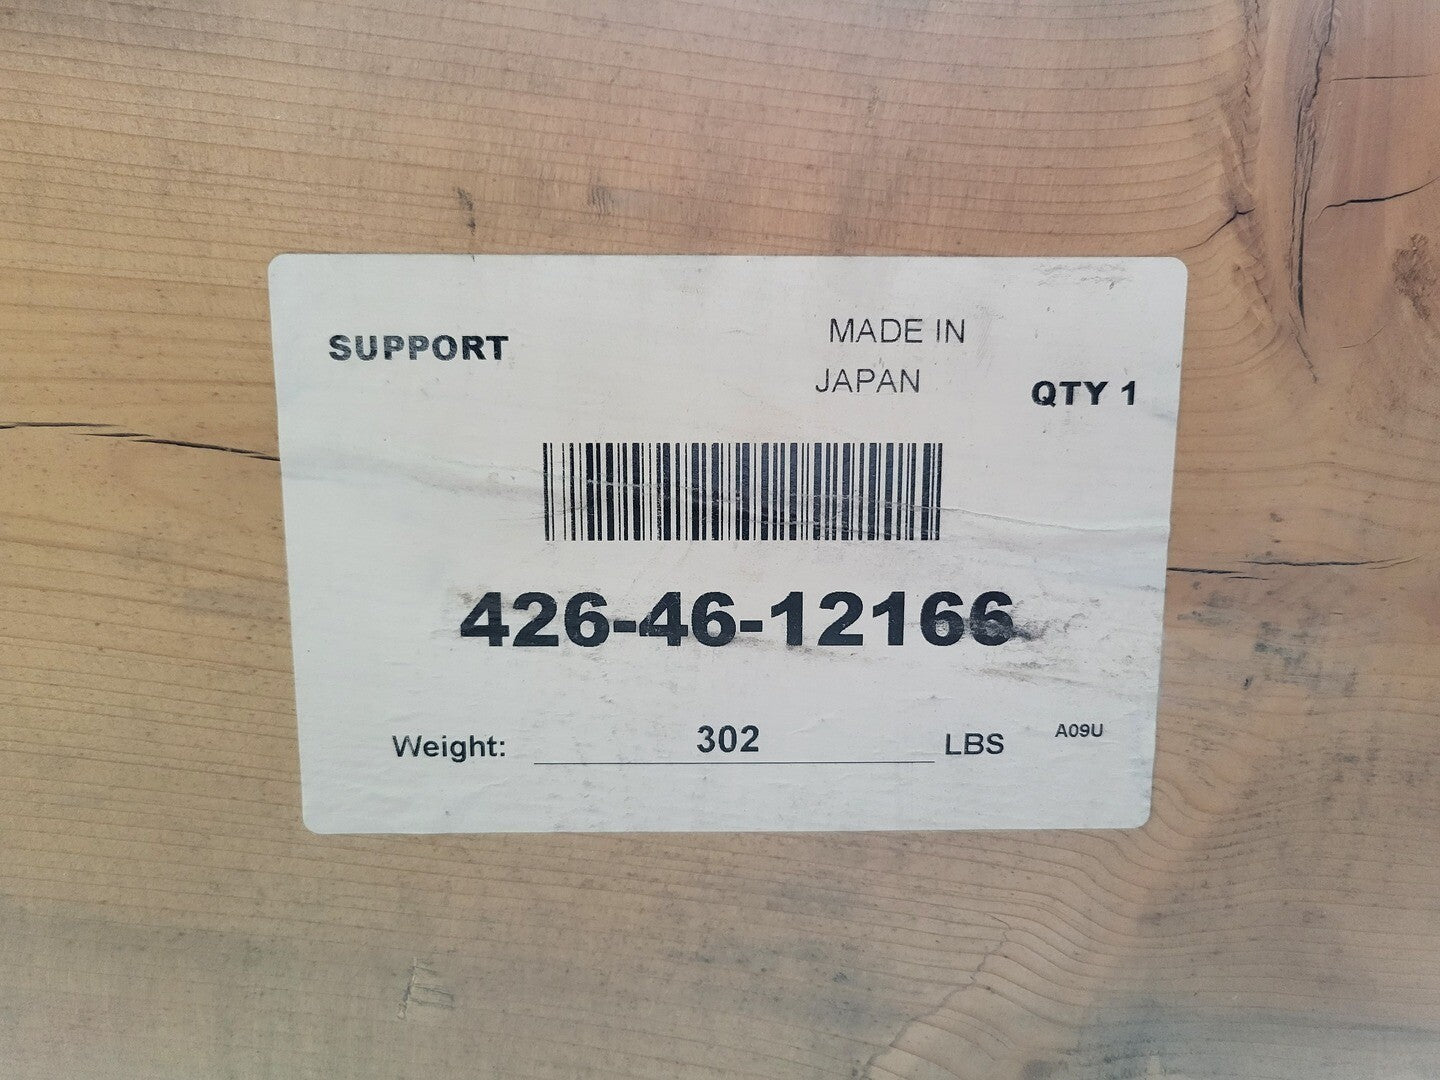 SUPPORT
MADE IN
JAPAN
QTY 1
426-46-12166
Weight: 302 LBS
A09U